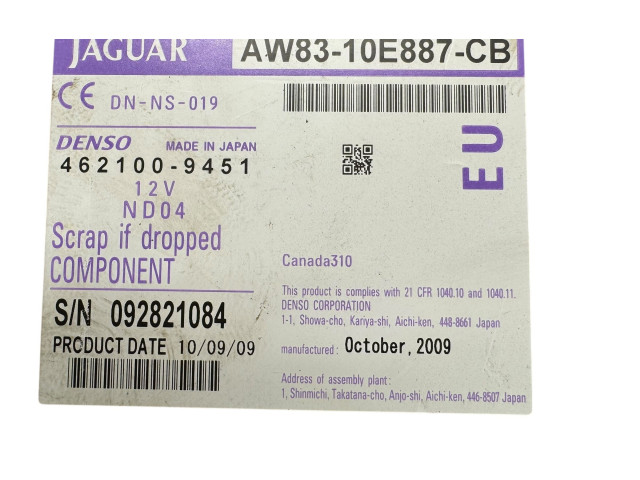 JAGUAR AW83-10E887-CB
CE DN-NS-019
DENSO MADE IN JAPAN
462100-9451
12V
ND04
Scrap if dropped
COMPONENT
S/N 092821084
PRODUCT DATE 10/09/09
EU
Canada310
This product is complies with 21 CFR 1040.10 and 1040.11.
DENSO CORPORATION
1-1, Showa-cho, Kariya-shi, Aichi-ken, 448-8661 Japan
manufactured: October, 2009
Address of assembly plant:
1, Shinmichi, Takatana-cho, Anjo-shi, Aichi-ken, 446-8507 Japan